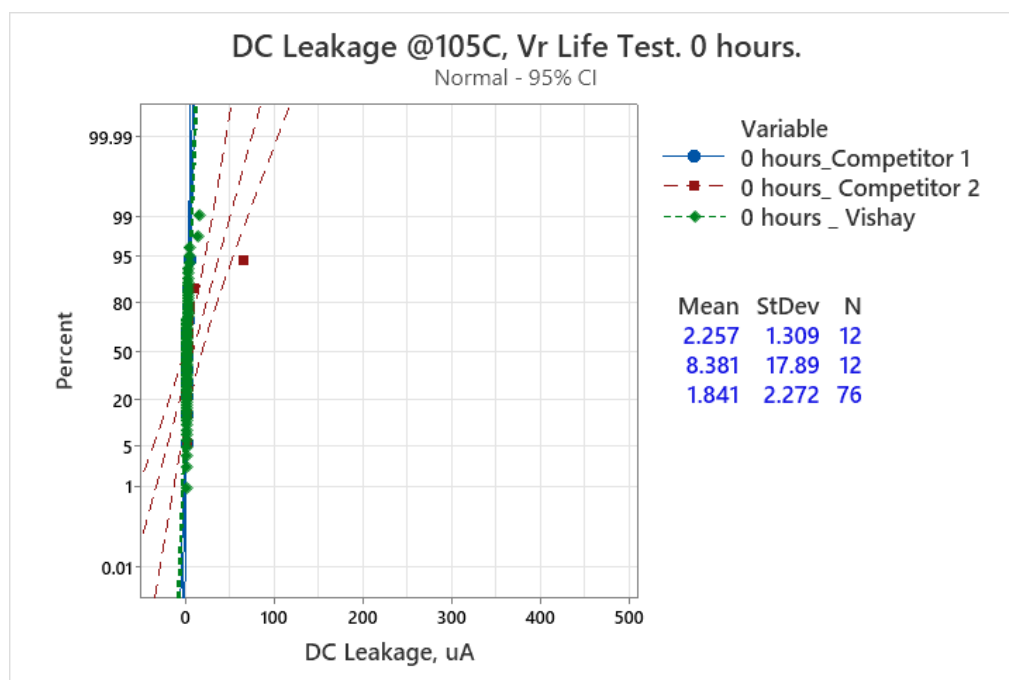 DC Leakage @105C, Vr Life Test. 0 hours.
Normal - 95% CI
99.99
99
95
80
50
20
5
1
0.01
Percent
0 100 200 300 400 500
DC Leakage, uA
Variable
0 hours_Competitor 1
0 hours_ Competitor 2
0 hours _ Vishay
Mean StDev N
2.257 1.309 12
8.381 17.89 12
1.841 2.272 76